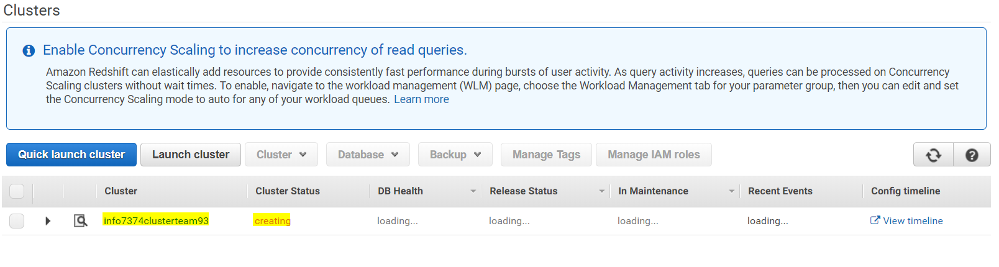 Clusters
Enable Concurrency Scaling to increase concurrency of read queries.
Amazon Redshift can elastically add resources to provide consistently fast performance during bursts of user activity. As query activity increases, queries can be processed on Concurrency
Scaling clusters without wait times. To enable, navigate to the workload management (WLM) page, choose the Workload Management tab for your parameter group, then you can edit and set
the Concurrency Scaling mode to auto for any of your workload queues. Learn more
Quick launch cluster Launch cluster Cluster Database Backup Manage Tags Manage IAM roles
Cluster Cluster Status DB Health Release Status In Maintenance Recent Events Config timeline
info7374clusterteam93 creating loading... loading... loading... loading... View timeline